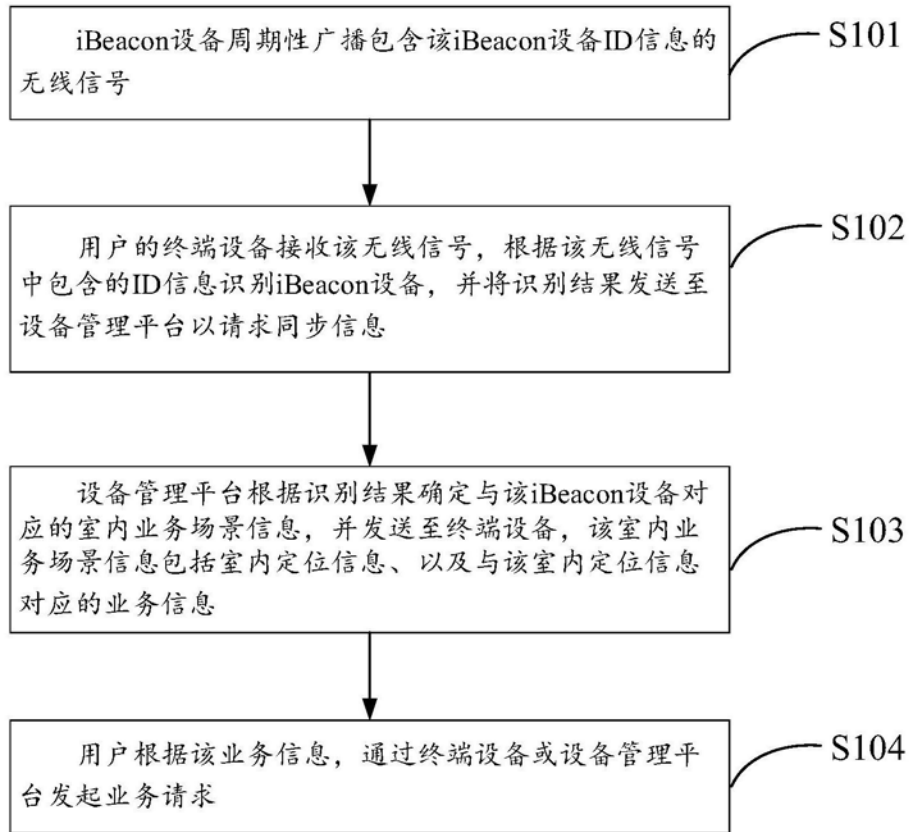 iBeacon设备周期性广播包含该iBeacon设备ID信息的
无线信号
S101
用户的终端设备接收该无线信号，根据该无线信号
中包含的ID信息识别iBeacon设备，并将识别结果发送至
设备管理平台以请求同步信息
S102
设备管理平台根据识别结果确定与该iBeacon设备对
应的室内业务场景信息，并发送至终端设备，该室内业
务场景信息包括室内定位信息、以及与该室内定位信息
对应的业务信息
S103
用户根据该业务信息，通过终端设备或设备管理平
台发起业务请求
S104